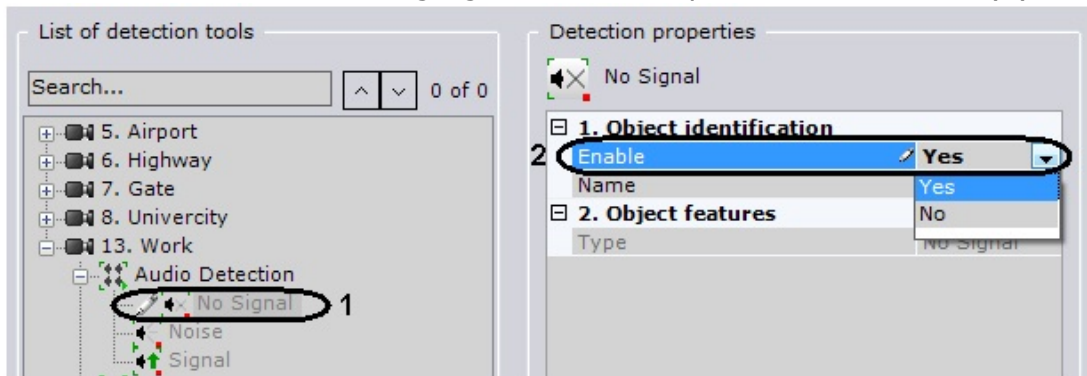 List of detection tools
Search...
0 of 0
5. Airport
6. Highway
7. Gate
8. Univercity
13. Work
Audio Detection
No Signal
1
Noise
Signal
Detection properties
No Signal
1. Object identification
2
Enable Yes
Name Yes
No
2. Object features
Type No Signal